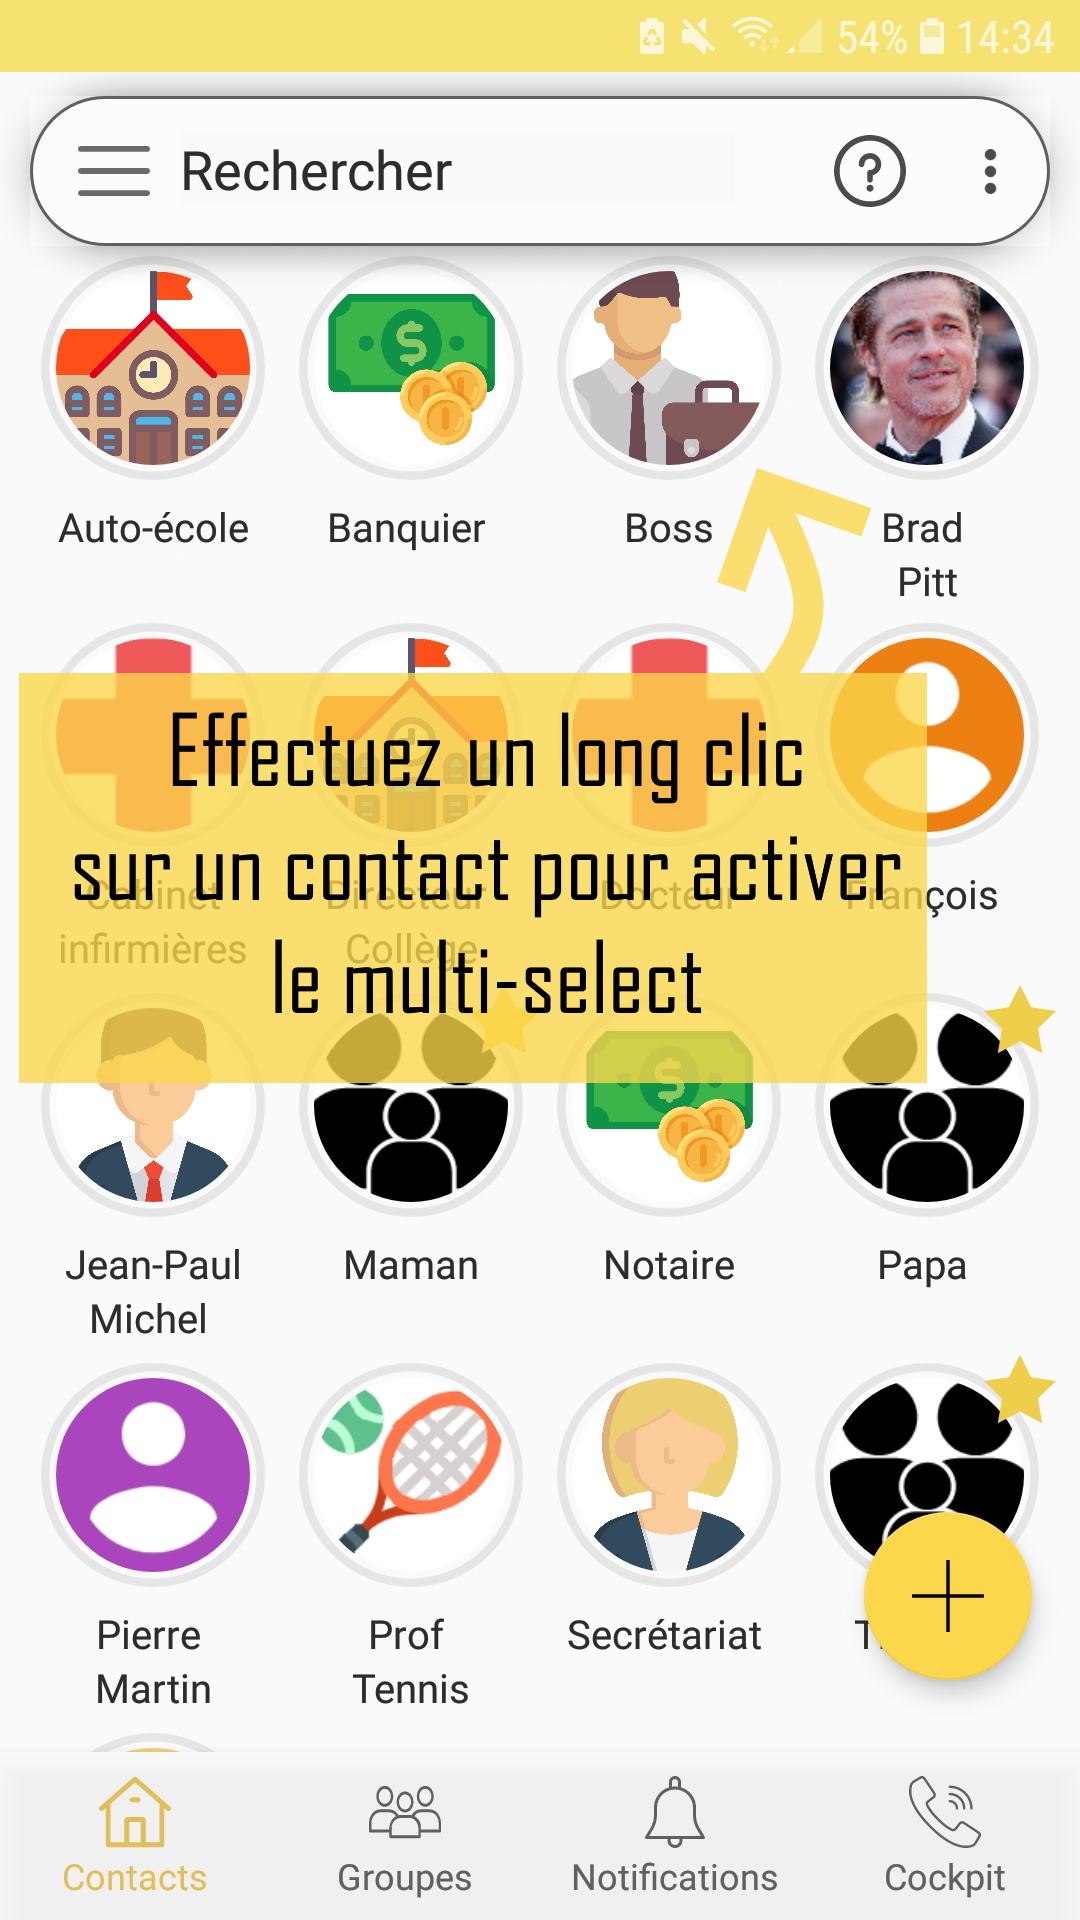 54% 14:34
Rechercher
Auto-école Banquier Boss Brad
Pitt
Effectuez un long clic
sur un contact pour activer
le multi-select
Cabinet Directeur Docteur François
infirmières Collège
Jean-Paul Maman Notaire Papa
Michel
Pierre Prof Secrétariat
Martin Tennis
Contacts Groupes Notifications Cockpit